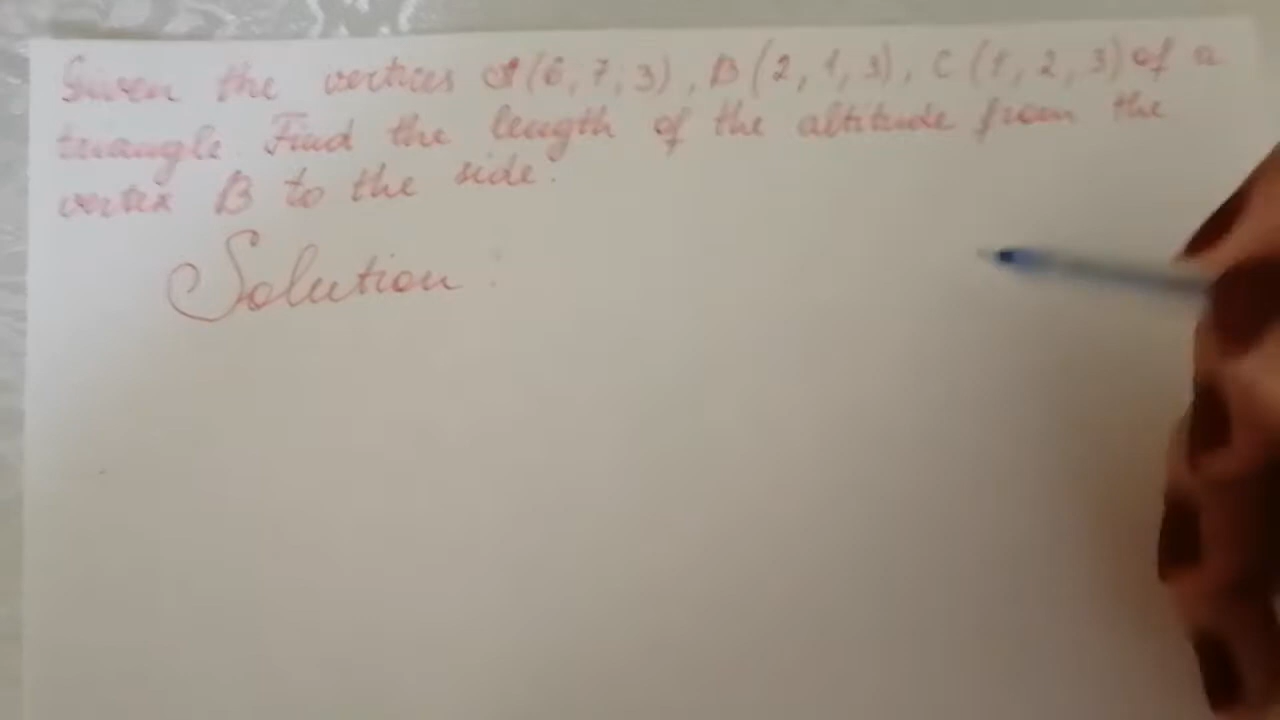 Given the vertices A(6, 7, 3), B(2, 1, 3), C(1, 2, 3) of a
triangle. Find the length of the altitude from the
vertex B to the side.
Solution: